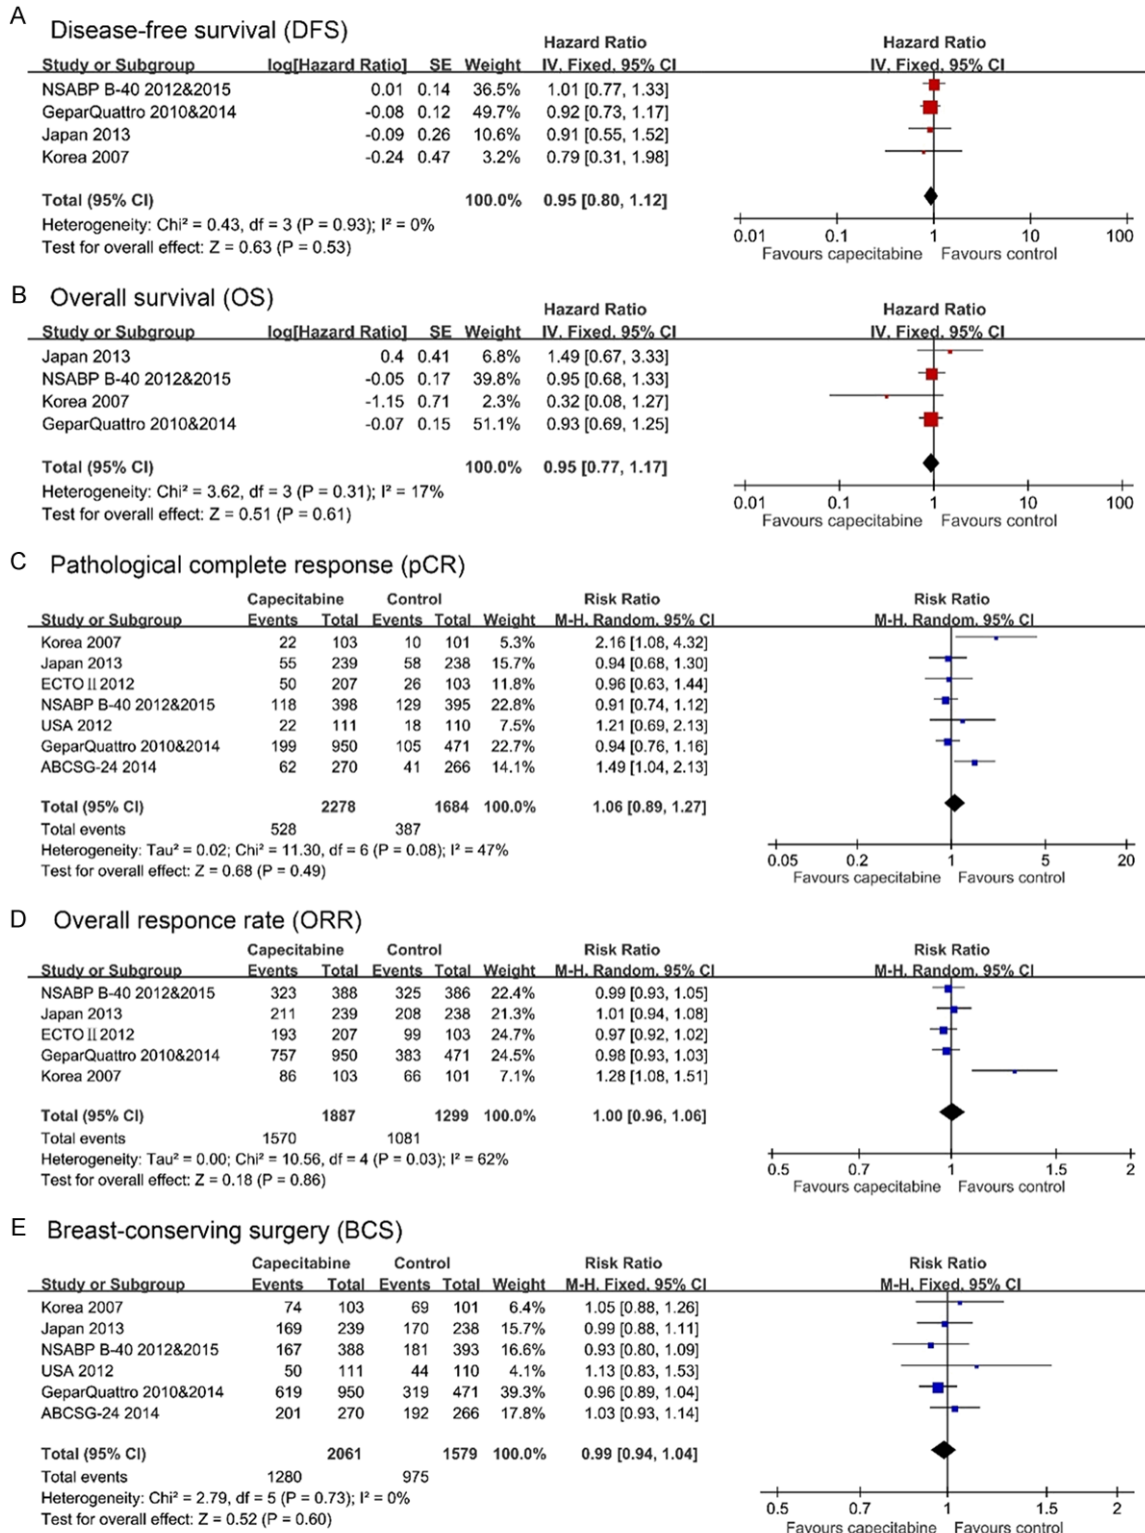 A Disease-free survival (DFS)
Hazard Ratio Hazard Ratio
Study or Subgroup log[Hazard Ratio] SE Weight IV, Fixed, 95% CI IV, Fixed, 95% CI
NSABP B-40 2012&2015 0.01 0.14 36.5% 1.01 [0.77, 1.33]
GeparQuattro 2010&2014 -0.08 0.12 49.7% 0.92 [0.73, 1.17]
Japan 2013 -0.09 0.26 10.6% 0.91 [0.55, 1.52]
Korea 2007 -0.24 0.47 3.2% 0.79 [0.31, 1.98]
Total (95% CI) 100.0% 0.95 [0.80, 1.12]
Heterogeneity: Chi² = 0.43, df = 3 (P = 0.93); I² = 0%
Test for overall effect: Z = 0.63 (P = 0.53)
0.01 0.1 1 10 100
Favours capecitabine Favours control
B Overall survival (OS)
Hazard Ratio Hazard Ratio
Study or Subgroup log[Hazard Ratio] SE Weight IV, Fixed, 95% CI IV, Fixed, 95% CI
Japan 2013 0.4 0.41 6.8% 1.49 [0.67, 3.33]
NSABP B-40 2012&2015 -0.05 0.17 39.8% 0.95 [0.68, 1.33]
Korea 2007 -1.15 0.71 2.3% 0.32 [0.08, 1.27]
GeparQuattro 2010&2014 -0.07 0.15 51.1% 0.93 [0.69, 1.25]
Total (95% CI) 100.0% 0.95 [0.77, 1.17]
Heterogeneity: Chi² = 3.62, df = 3 (P = 0.31); I² = 17%
Test for overall effect: Z = 0.51 (P = 0.61)
0.01 0.1 1 10 100
Favours capecitabine Favours control
C Pathological complete response (pCR)
Capecitabine Control Risk Ratio Risk Ratio
Study or Subgroup Events Total Events Total Weight M-H, Random, 95% CI M-H, Random, 95% CI
Korea 2007 22 103 10 101 5.3% 2.16 [1.08, 4.32]
Japan 2013 55 239 58 238 15.7% 0.94 [0.68, 1.30]
ECTO II 2012 50 207 26 103 11.8% 0.96 [0.63, 1.44]
NSABP B-40 2012&2015 118 398 129 395 22.8% 0.91 [0.74, 1.12]
USA 2012 22 111 18 110 7.5% 1.21 [0.69, 2.13]
GeparQuattro 2010&2014 199 950 105 471 22.7% 0.94 [0.76, 1.16]
ABCSG-24 2014 62 270 41 266 14.1% 1.49 [1.04, 2.13]
Total (95% CI) 2278 1684 100.0% 1.06 [0.89, 1.27]
Total events 528 387
Heterogeneity: Tau² = 0.02; Chi² = 11.30, df = 6 (P = 0.08); I² = 47%
Test for overall effect: Z = 0.68 (P = 0.49)
0.05 0.2 1 5 20
Favours capecitabine Favours control
D Overall responce rate (ORR)
Capecitabine Control Risk Ratio Risk Ratio
Study or Subgroup Events Total Events Total Weight M-H, Random, 95% CI M-H, Random, 95% CI
NSABP B-40 2012&2015 323 388 325 386 22.4% 0.99 [0.93, 1.05]
Japan 2013 211 239 208 238 21.3% 1.01 [0.94, 1.08]
ECTO II 2012 193 207 99 103 24.7% 0.97 [0.92, 1.02]
GeparQuattro 2010&2014 757 950 383 471 24.5% 0.98 [0.93, 1.03]
Korea 2007 86 103 66 101 7.1% 1.28 [1.08, 1.51]
Total (95% CI) 1887 1299 100.0% 1.00 [0.96, 1.06]
Total events 1570 1081
Heterogeneity: Tau² = 0.00; Chi² = 10.56, df = 4 (P = 0.03); I² = 62%
Test for overall effect: Z = 0.18 (P = 0.86)
0.5 0.7 1 1.5 2
Favours capecitabine Favours control
E Breast-conserving surgery (BCS)
Capecitabine Control Risk Ratio Risk Ratio
Study or Subgroup Events Total Events Total Weight M-H, Fixed, 95% CI M-H, Fixed, 95% CI
Korea 2007 74 103 69 101 6.4% 1.05 [0.88, 1.26]
Japan 2013 169 239 170 238 15.7% 0.99 [0.88, 1.11]
NSABP B-40 2012&2015 167 388 181 393 16.6% 0.93 [0.80, 1.09]
USA 2012 50 111 44 110 4.1% 1.13 [0.83, 1.53]
GeparQuattro 2010&2014 619 950 319 471 39.3% 0.96 [0.89, 1.04]
ABCSG-24 2014 201 270 192 266 17.8% 1.03 [0.93, 1.14]
Total (95% CI) 2061 1579 100.0% 0.99 [0.94, 1.04]
Total events 1280 975
Heterogeneity: Chi² = 2.79, df = 5 (P = 0.73); I² = 0%
Test for overall effect: Z = 0.52 (P = 0.60)
0.5 0.7 1 1.5 2
Favours capecitabine Favours control